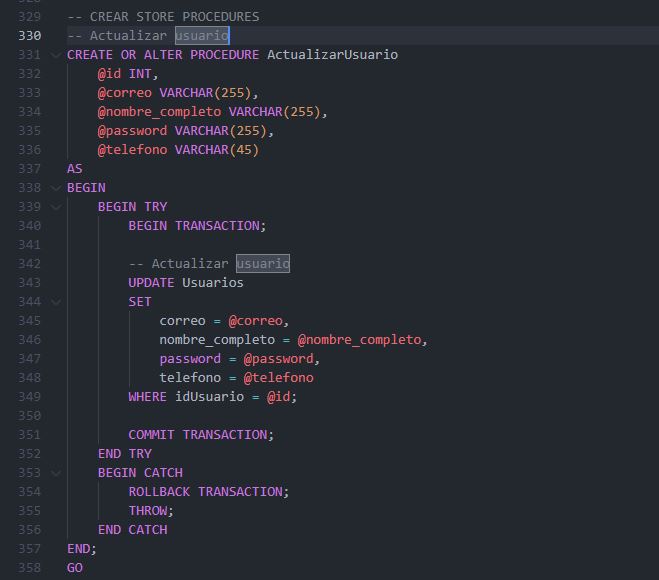 329 -- CREAR STORE PROCEDURES
330 -- Actualizar usuario
331 CREATE OR ALTER PROCEDURE ActualizarUsuario
332     @id INT,
333     @correo VARCHAR(255),
334     @nombre_completo VARCHAR(255),
335     @password VARCHAR(255),
336     @telefono VARCHAR(45)
337 AS
338 BEGIN
339     BEGIN TRY
340         BEGIN TRANSACTION;
341
342         -- Actualizar usuario
343         UPDATE Usuarios
344         SET
345             correo = @correo,
346             nombre_completo = @nombre_completo,
347             password = @password,
348             telefono = @telefono
349         WHERE idUsuario = @id;
350
351         COMMIT TRANSACTION;
352     END TRY
353     BEGIN CATCH
354         ROLLBACK TRANSACTION;
355         THROW;
356     END CATCH
357 END;
358 GO